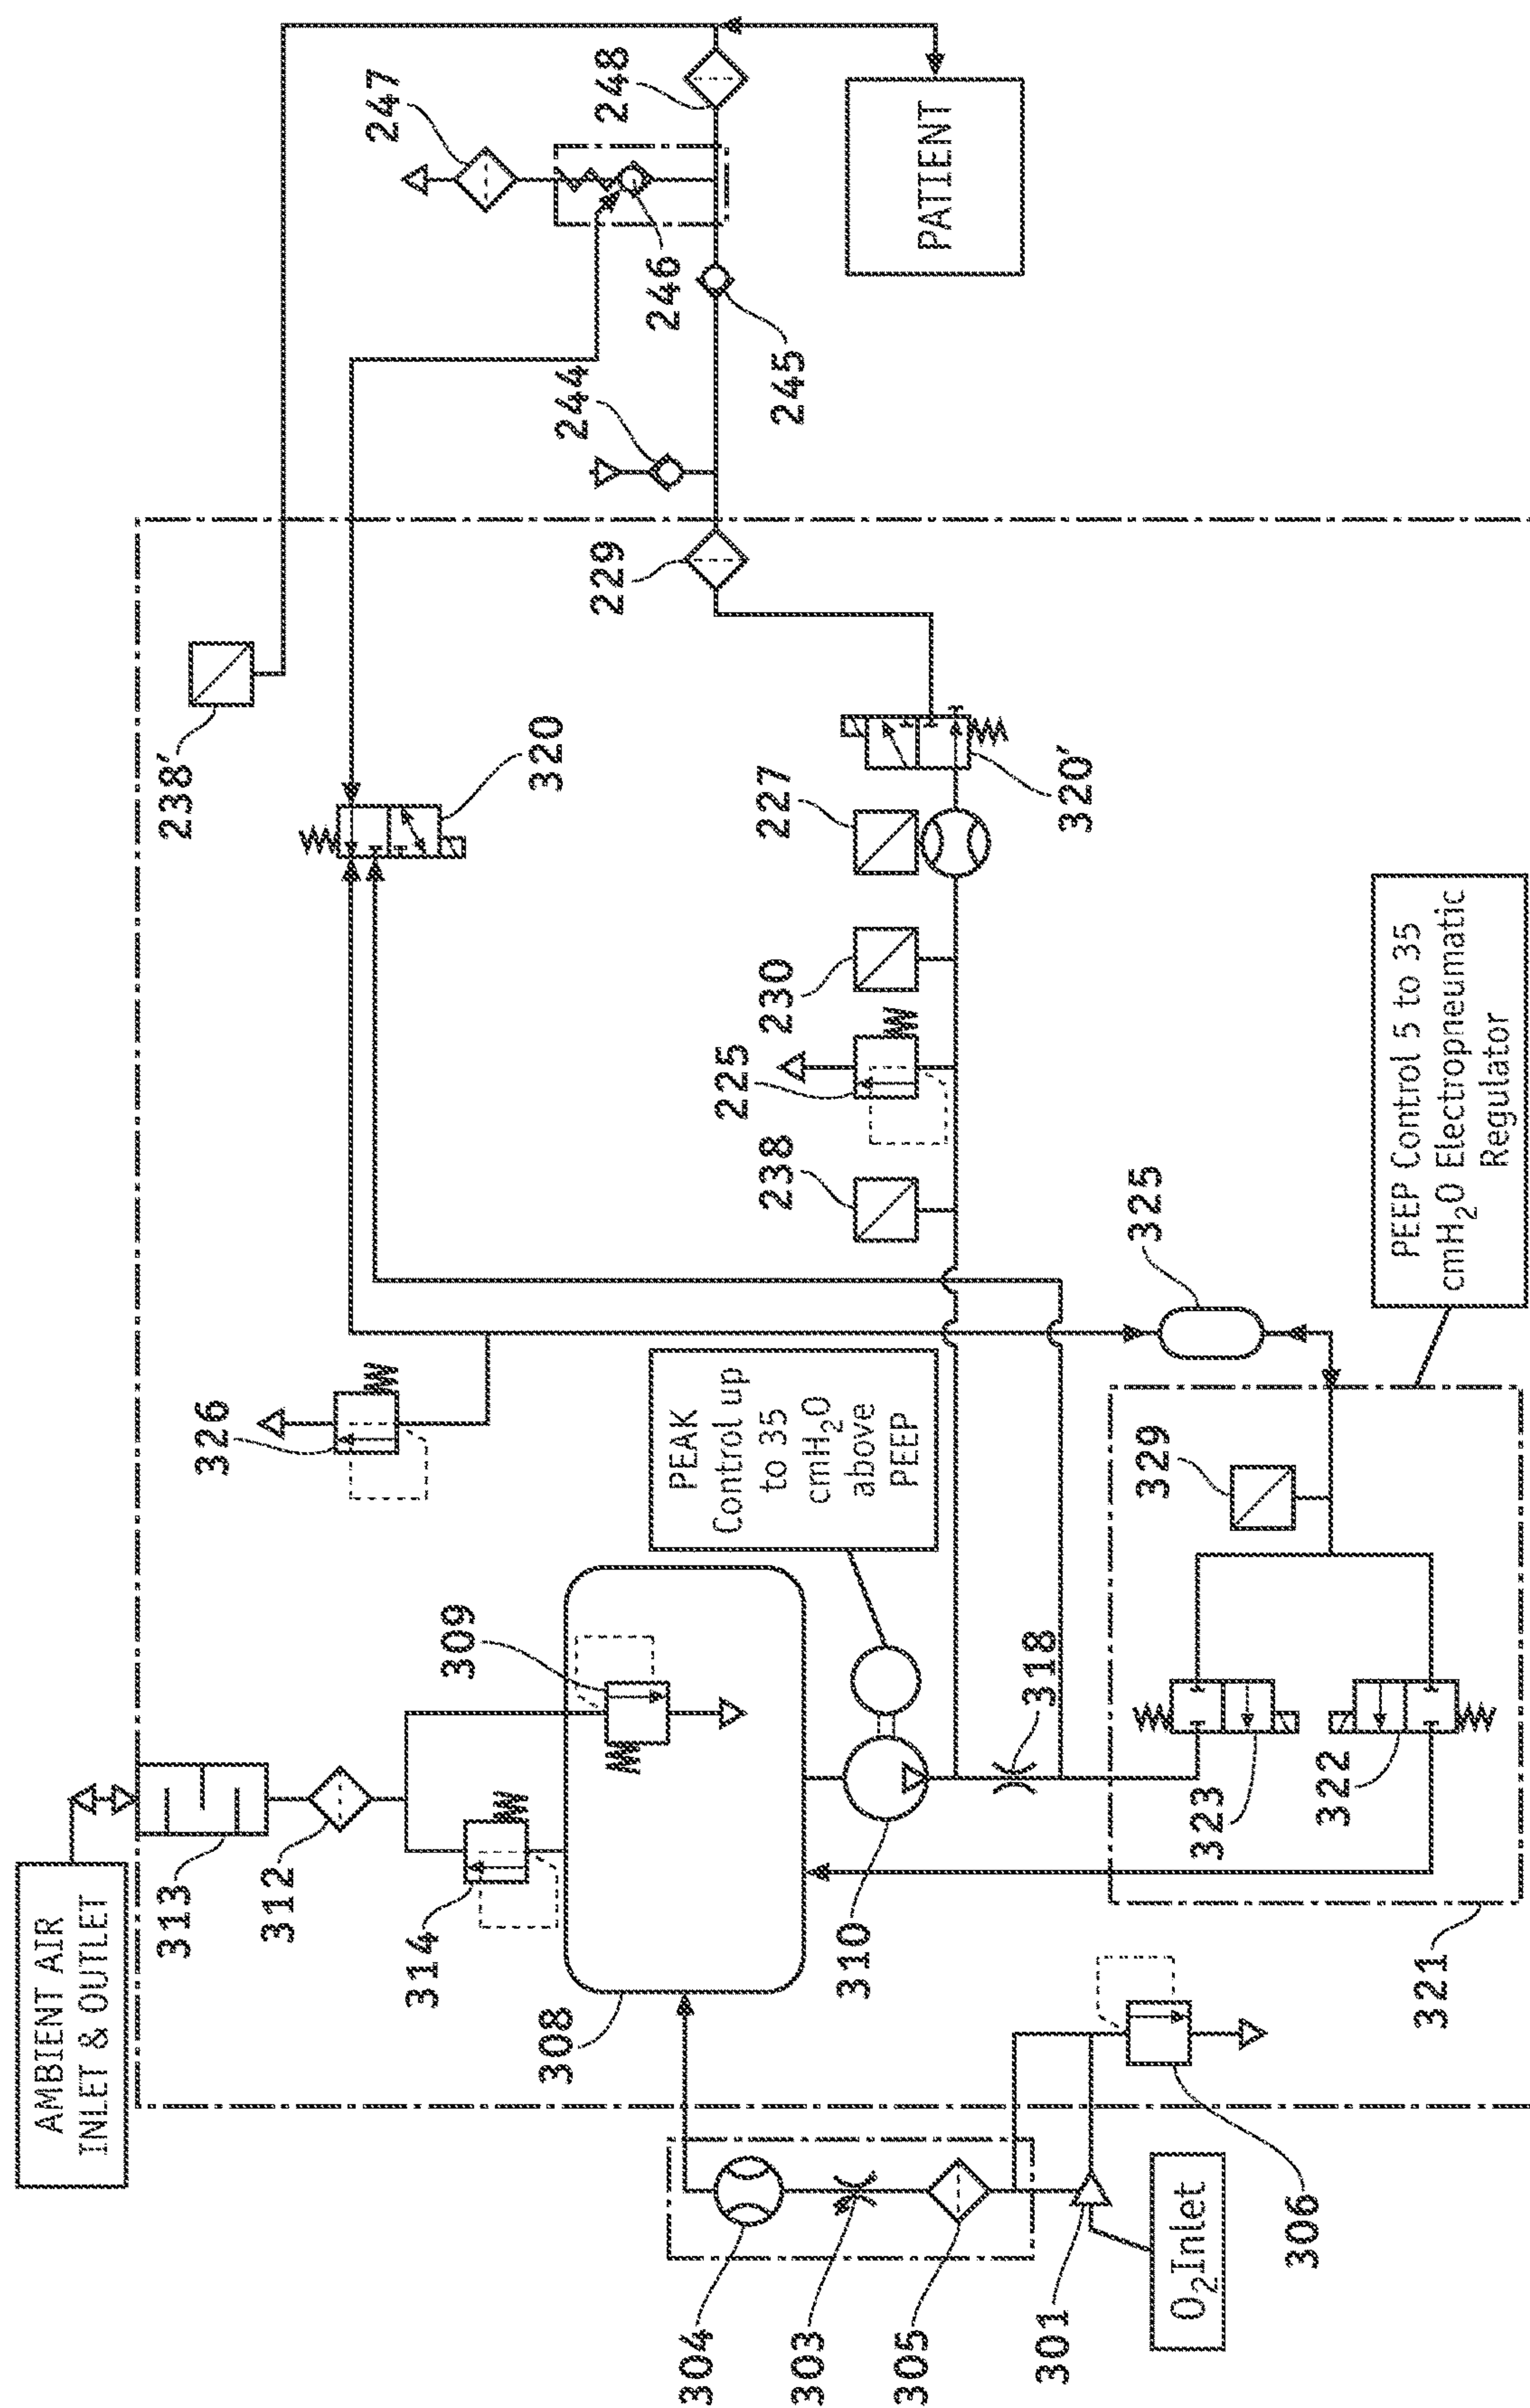 AMBIENT AIR
INLET & OUTLET
313
238'
326
312
247
314
309
308
320
244
229
248
246
304
PEAK
Control up
to 35
cmH₂O
above
PEEP
225
238
230
227
245
303
310
305
PATIENT
318
301
320'
325
329
O₂Inlet
323
306
322
PEEP Control 5 to 35
cmH₂O Electropneumatic
Regulator
321